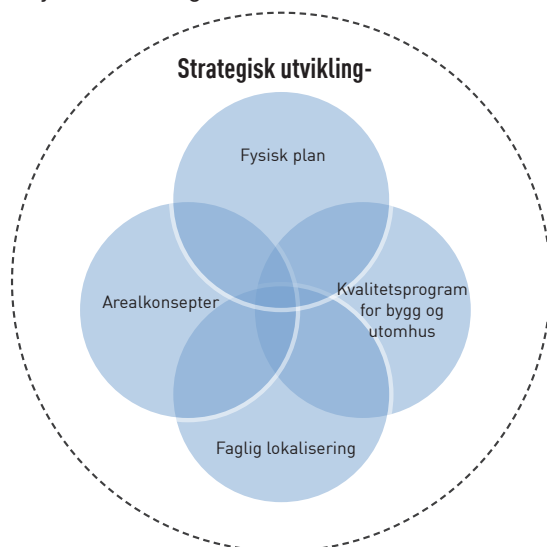 Strategisk utvikling-
Fysisk plan
Arealkonsepter
Kvalitetsprogram
for bygg og
utomhus
Faglig lokalisering